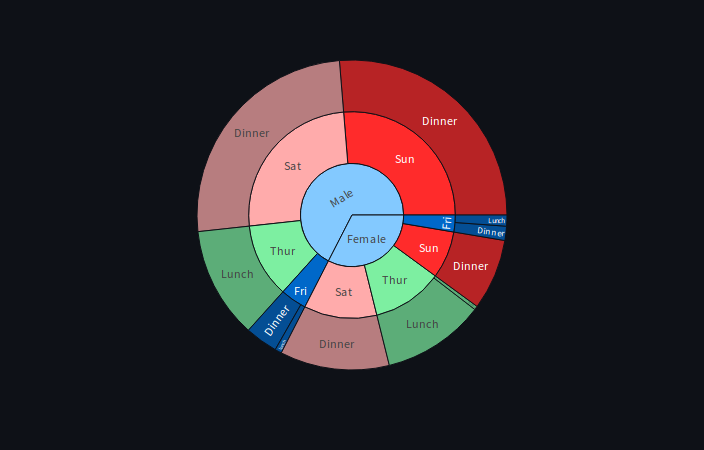 Dinner
Dinner
Sun
Sat
Male
Lunch
Fri
Dinner
Female
Sun
Thur
Dinner
Lunch
Thur
Fri
Sat
Dinner
Lunch
Dinner
Lunch